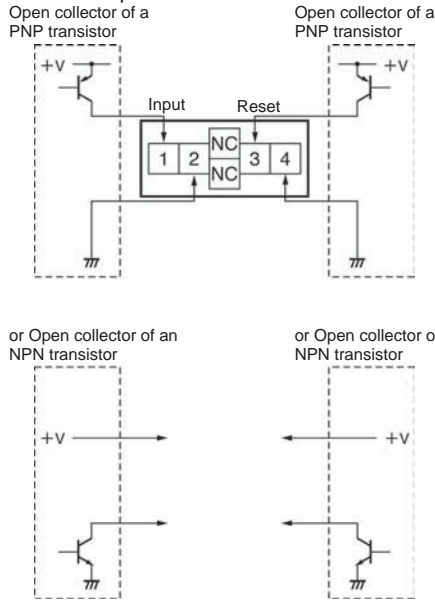 Open collector of a
PNP transistor
Open collector of a
PNP transistor
+V
+V
Input
Reset
NC
1 2 3 4
NC
or Open collector of an
NPN transistor
or Open collector o
NPN transistor
+V
+V